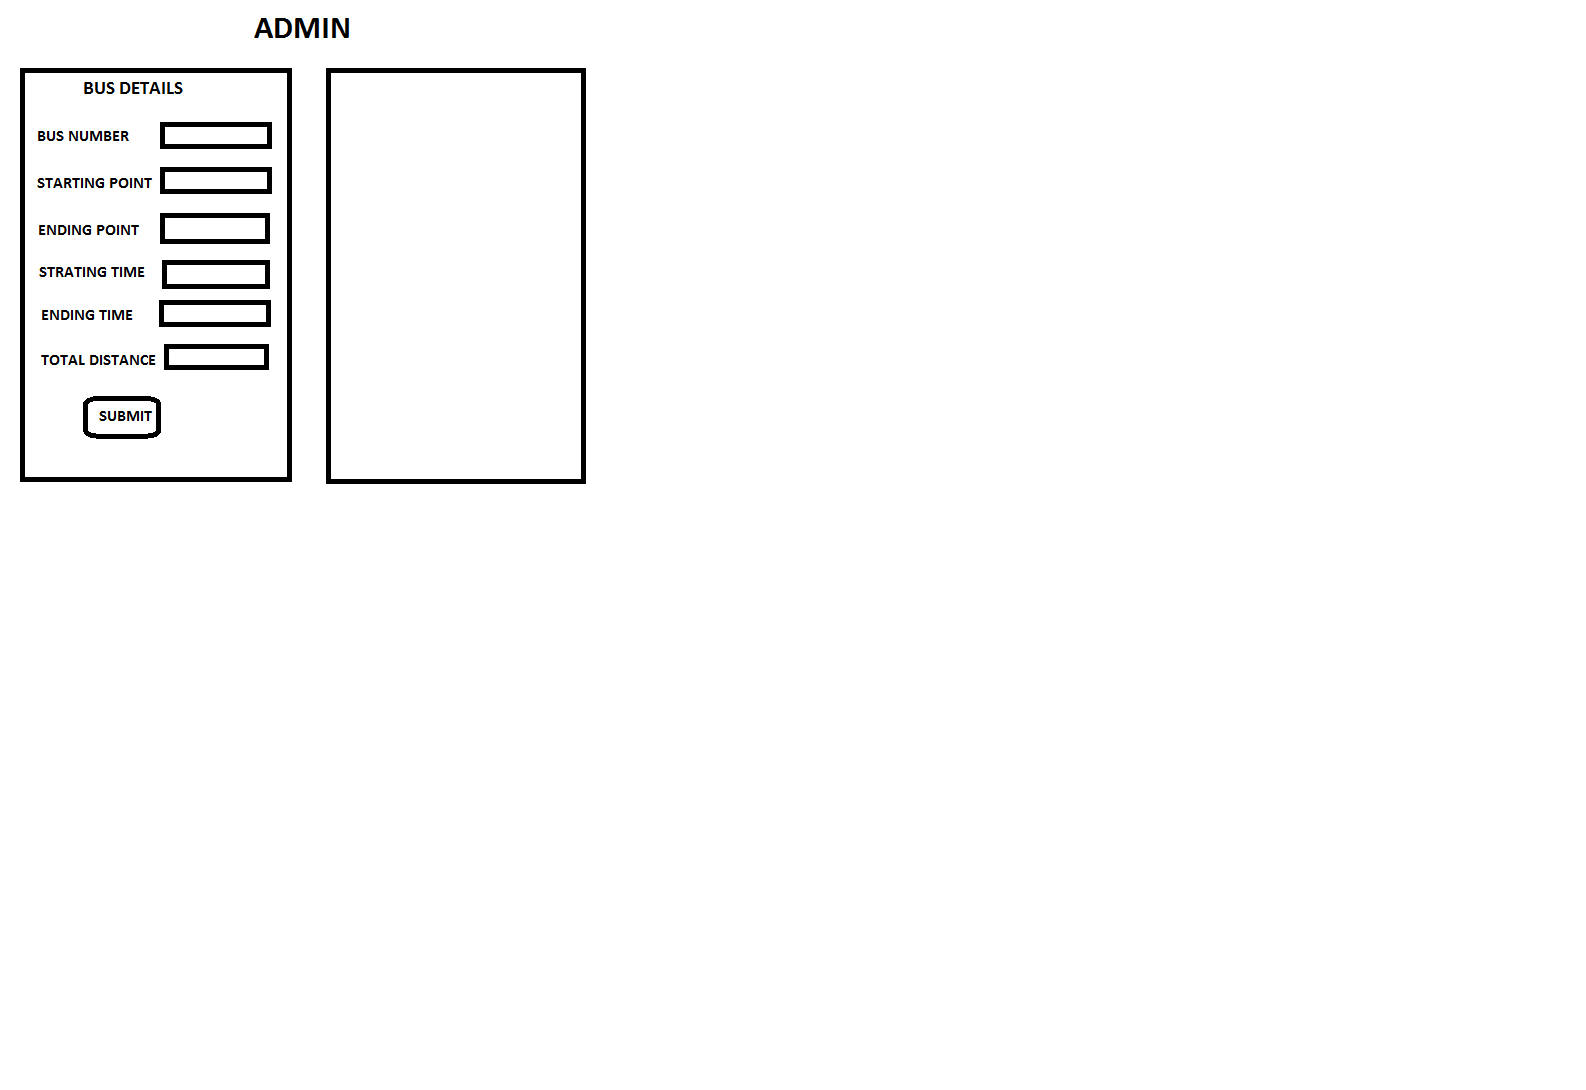 ADMIN
BUS DETAILS
BUS NUMBER
STARTING POINT
ENDING POINT
STRATING TIME
ENDING TIME
TOTAL DISTANCE
SUBMIT